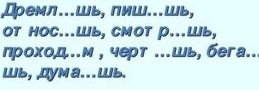 Дремл...шь, пиш...шь,
от нос...шь, смот р...шь,
проход...м , черт ...шь, бега...
шь, дума...шь.